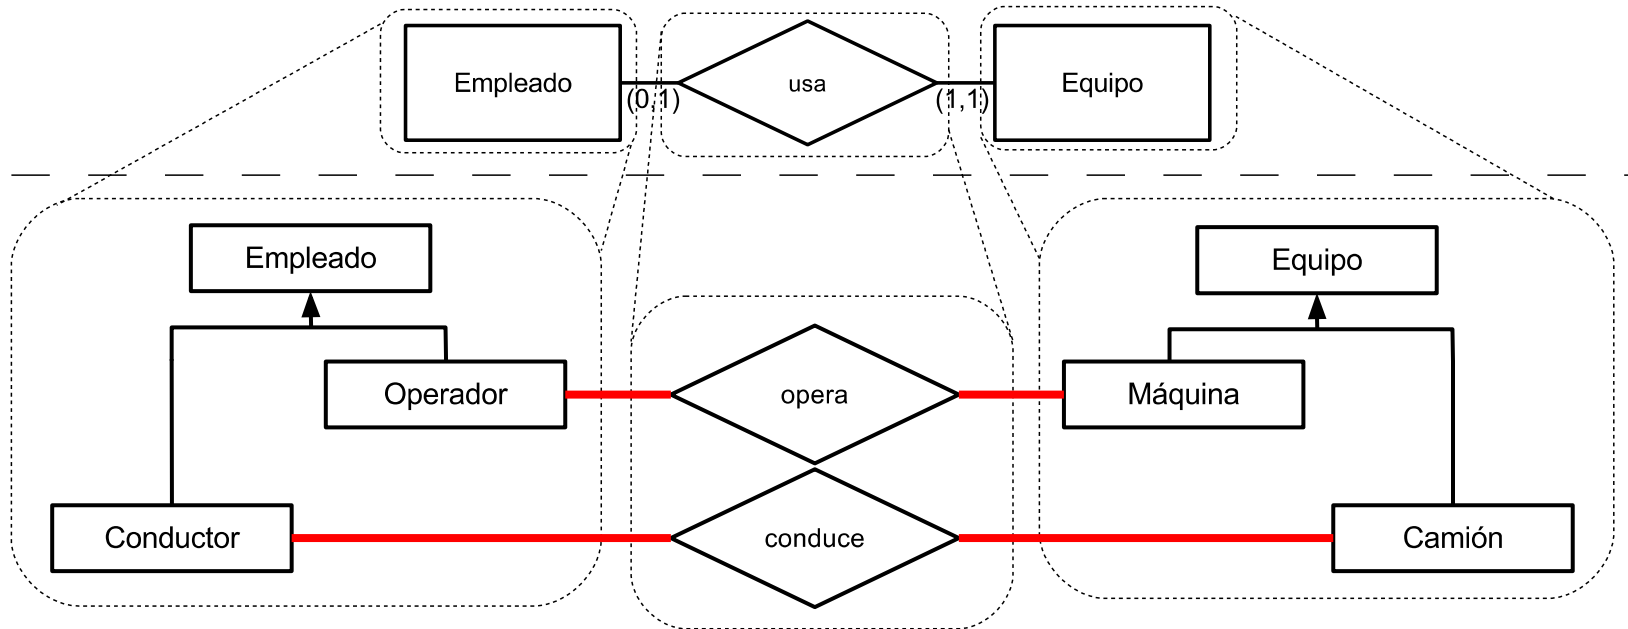 Empleado
(0,1)
usa
(1,1)
Equipo
Empleado
Equipo
Operador
opera
Máquina
Conductor
conduce
Camión